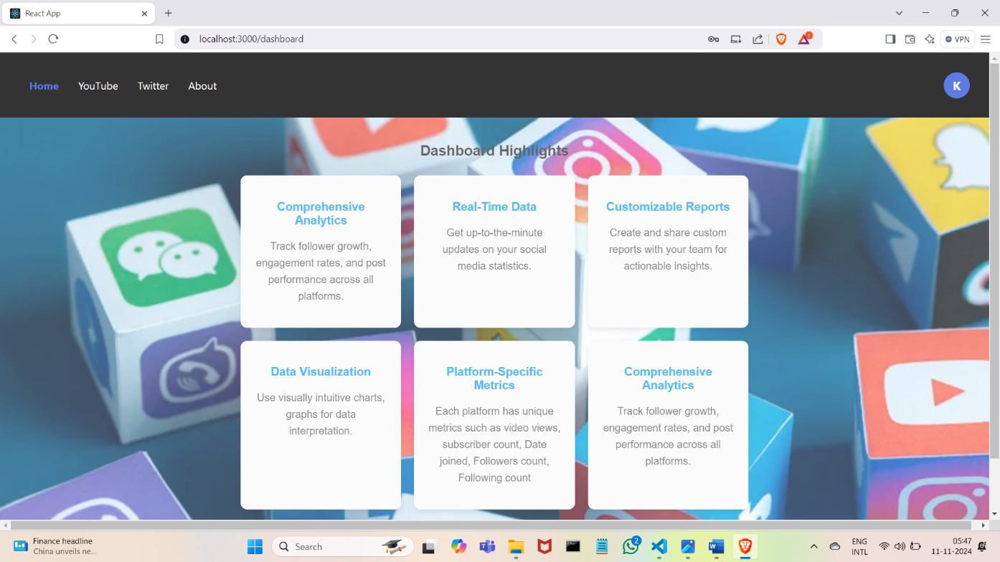 React App
localhost:3000/dashboard
1
VPN
Home YouTube Twitter About
K
Dashboard Highlights
Comprehensive
Analytics
Track follower growth,
engagement rates, and post
performance across all
platforms.
Real-Time Data
Get up-to-the-minute
updates on your social
media statistics.
Customizable Reports
Create and share custom
reports with your team for
actionable insights.
Data Visualization
Use visually intuitive charts,
graphs for data
interpretation.
Platform-Specific
Metrics
Each platform has unique
metrics such as video views,
subscriber count, Date
joined, Followers count,
Following count
Comprehensive
Analytics
Track follower growth,
engagement rates, and post
performance across all
platforms.
Finance headline
China unveils ne...
Search
2
ENG
INTL
05:47
11-11-2024